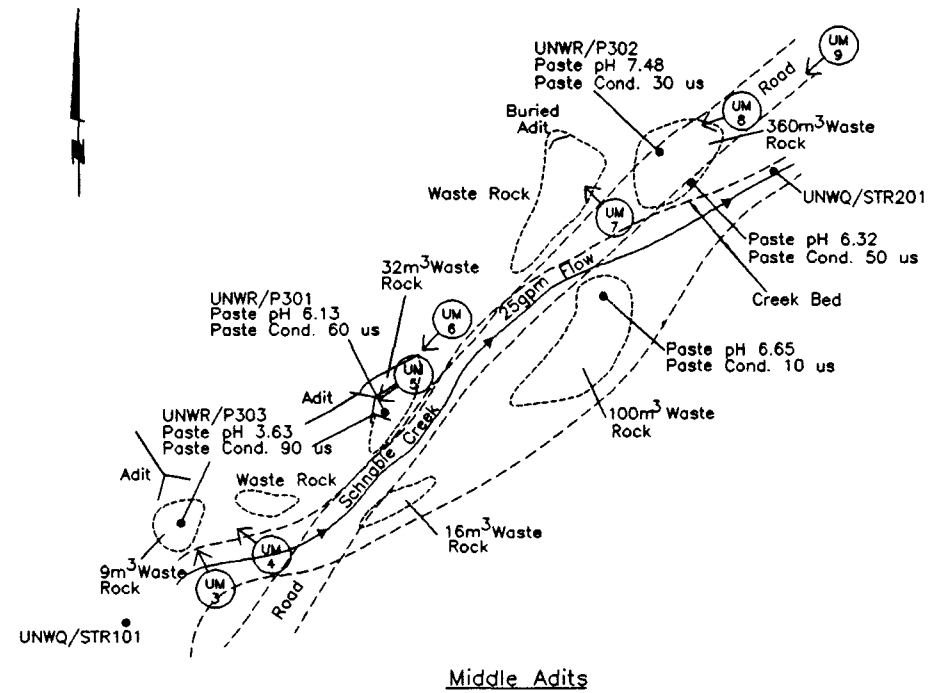 N
UNWR/P302
Paste pH 7.48
Paste Cond. 30 us
UM
9
Road
UM
8
360m³Waste
Rock
Buried
Adit
Waste Rock
UM
7
UNWQ/STR201
Paste pH 6.32
Paste Cond. 50 us
Creek Bed
25gpm Flow
32m³Waste
Rock
UNWR/P301
Paste pH 6.13
Paste Cond. 60 us
UM
6
UM
5
Adit
Paste pH 6.65
Paste Cond. 10 us
100m³Waste
Rock
UNWR/P303
Paste pH 3.63
Paste Cond. 90 us
Schnable Creek
Adit
Waste Rock
16m³Waste
Rock
9m³Waste
Rock
UM
4
UM
3
Road
UNWQ/STR101
Middle Adits